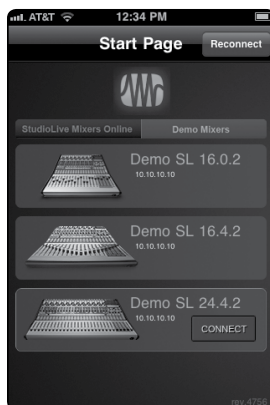 AT&T 12:34 PM
Start Page Reconnect
StudioLive Mixers Online Demo Mixers
Demo SL 16.0.2
10.10.10.10
Demo SL 16.4.2
10.10.10.10
Demo SL 24.4.2
10.10.10.10
CONNECT
rev 4756